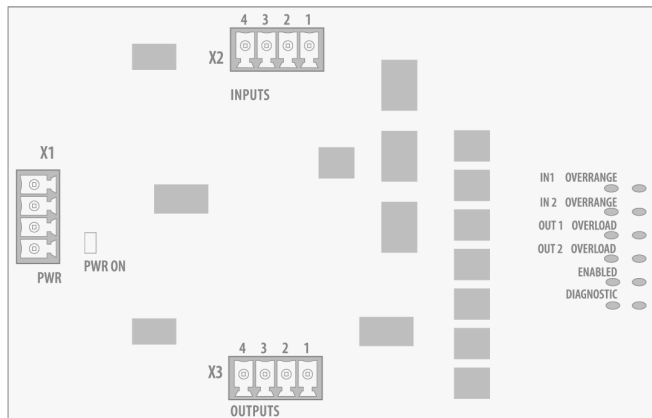 4 3 2 1
X2
INPUTS
X1
PWR
PWR ON
IN1 OVERRANGE
IN 2 OVERRANGE
OUT 1 OVERLOAD
OUT 2 OVERLOAD
ENABLED
DIAGNOSTIC
4 3 2 1
X3
OUTPUTS